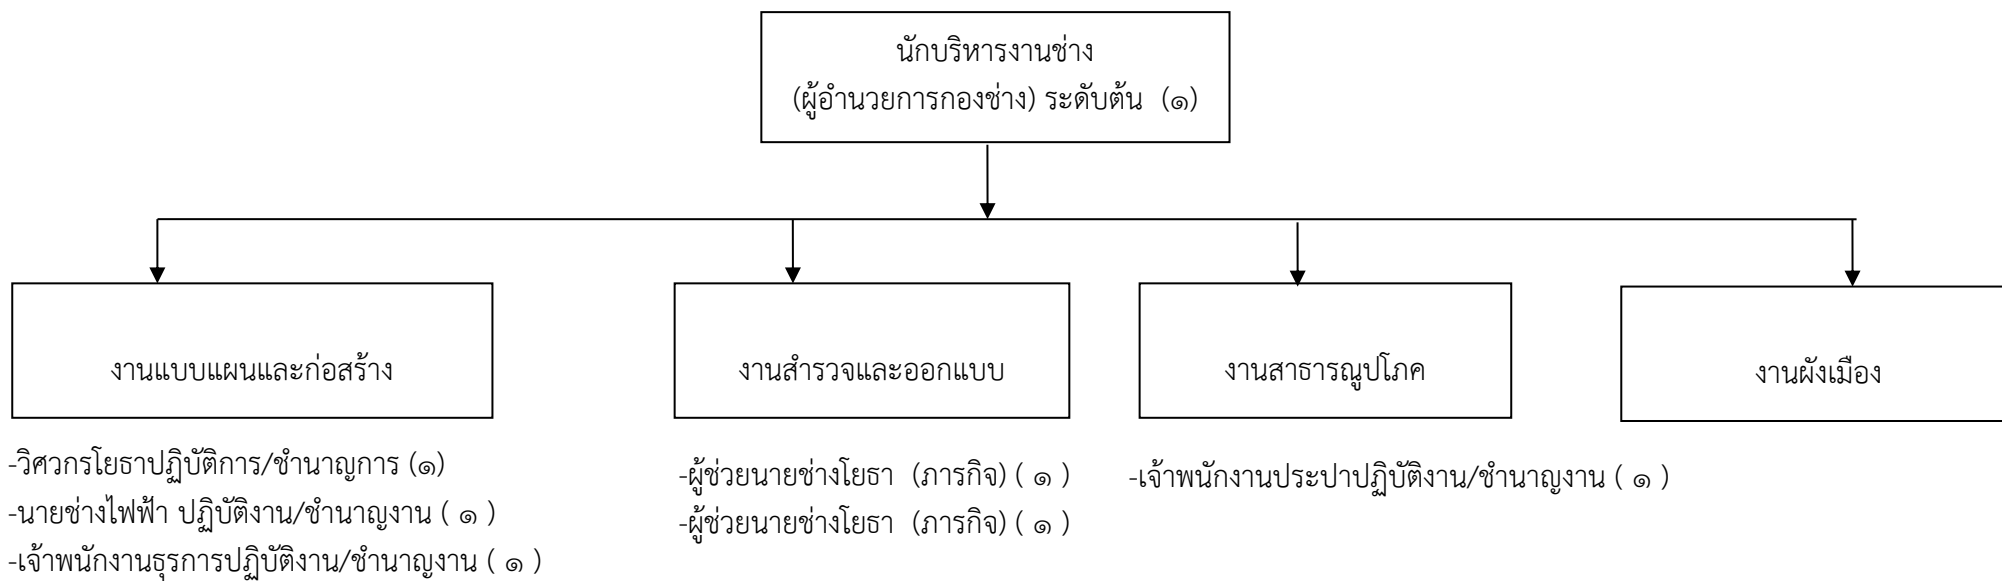 นักบริหารงานช่าง
(ผู้อำนวยการกองช่าง) ระดับต้น (๑)
งานแบบแผนและก่อสร้าง
งานสำรวจและออกแบบ
งานสาธารณูปโภค
งานผังเมือง
-วิศวกรโยธาปฏิบัติการ/ชำนาญการ (๑)
-นายช่างไฟฟ้า ปฏิบัติงาน/ชำนาญงาน ( ๑ )
-เจ้าพนักงานธุรการปฏิบัติงาน/ชำนาญงาน ( ๑ )
-ผู้ช่วยนายช่างโยธา (ภารกิจ) ( ๑ )
-ผู้ช่วยนายช่างโยธา (ภารกิจ) ( ๑ )
-เจ้าพนักงานประปาปฏิบัติงาน/ชำนาญงาน ( ๑ )